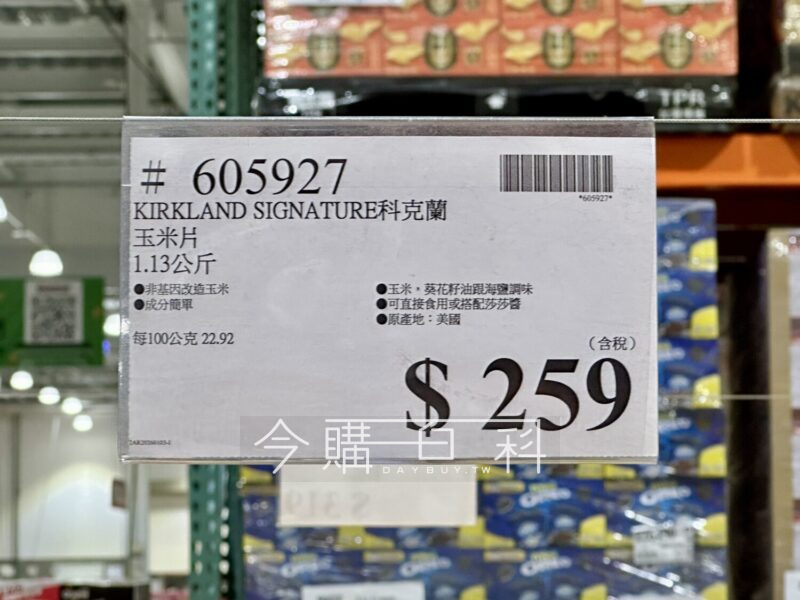 TPR
# 605927
*605927*
KIRKLAND SIGNATURE科克蘭
玉米片
1.13公斤
●非基因改造玉米
●成分簡單
●玉米，葵花籽油跟海鹽調味
●可直接食用或搭配莎莎醬
●原產地：美國
每100公克 22.92
(含稅)
$ 259
今購百科
DAYBUY.TW
$319
OREO